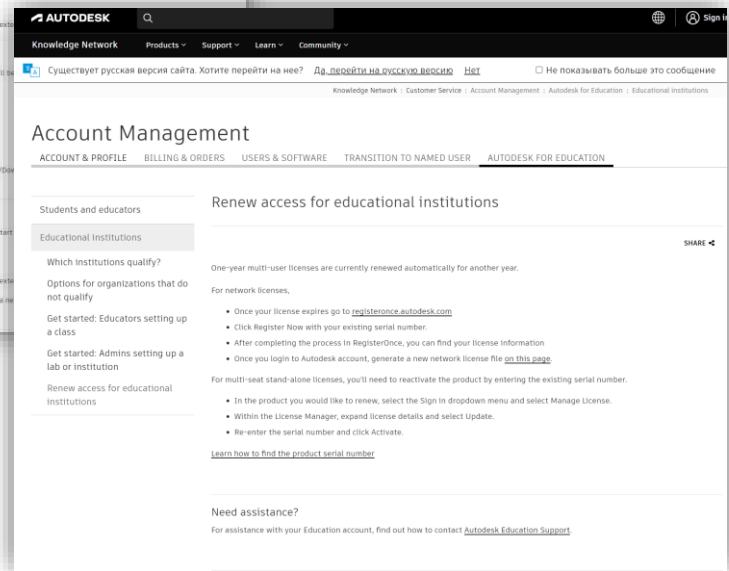 AUTODESK
Sign in
Knowledge Network Products Support Learn Community
Существует русская версия сайта. Хотите перейти на нее? Да, перейти на русскую версию Нет Не показывать больше это сообщение
Knowledge Network : Customer Service : Account Management : Autodesk for Education : Educational institutions
Account Management
ACCOUNT & PROFILE BILLING & ORDERS USERS & SOFTWARE TRANSITION TO NAMED USER AUTODESK FOR EDUCATION
Students and educators
Educational institutions
Which institutions qualify?
Options for organizations that do
not qualify
Get started: Educators setting up
a class
Get started: Admins setting up a
lab or institution
Renew access for educational
institutions
Renew access for educational institutions
SHARE
One-year multi-user licenses are currently renewed automatically for another year.
For network licenses,
• Once your license expires go to registeronce.autodesk.com
• Click Register Now with your existing serial number.
• After completing the process in RegisterOnce, you can find your license information
• Once you login to Autodesk account, generate a new network license file on this page.
For multi-seat stand-alone licenses, you'll need to reactivate the product by entering the existing serial number.
• In the product you would like to renew, select the Sign in dropdown menu and select Manage License.
• Within the License Manager, expand license details and select Update.
• Re-enter the serial number and click Activate.
Learn how to find the product serial number
Need assistance?
For assistance with your Education account, find out how to contact Autodesk Education Support.